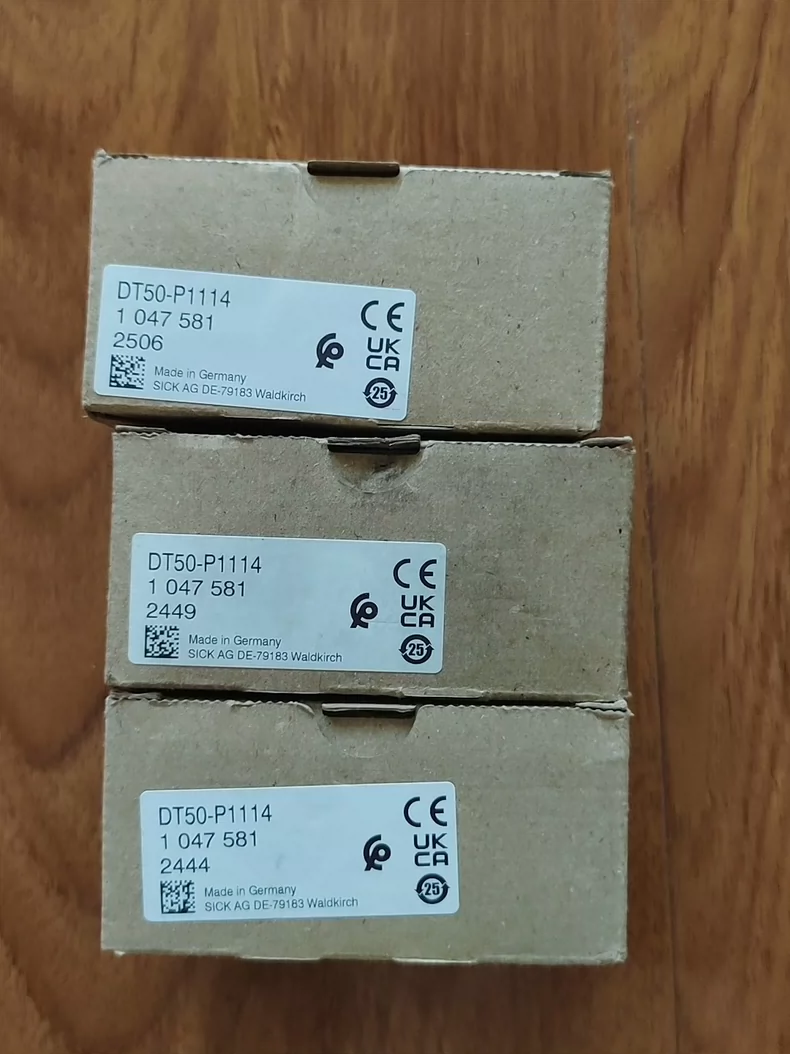 DT50-P1114
1 047 581
2506
Made in Germany
SICK AG DE-79183 Waldkirch
CE
UK
CA
25
DT50-P1114
1 047 581
2449
Made in Germany
SICK AG DE-79183 Waldkirch
CE
UK
CA
25
DT50-P1114
1 047 581
2444
Made in Germany
SICK AG DE-79183 Waldkirch
CE
UK
CA
25